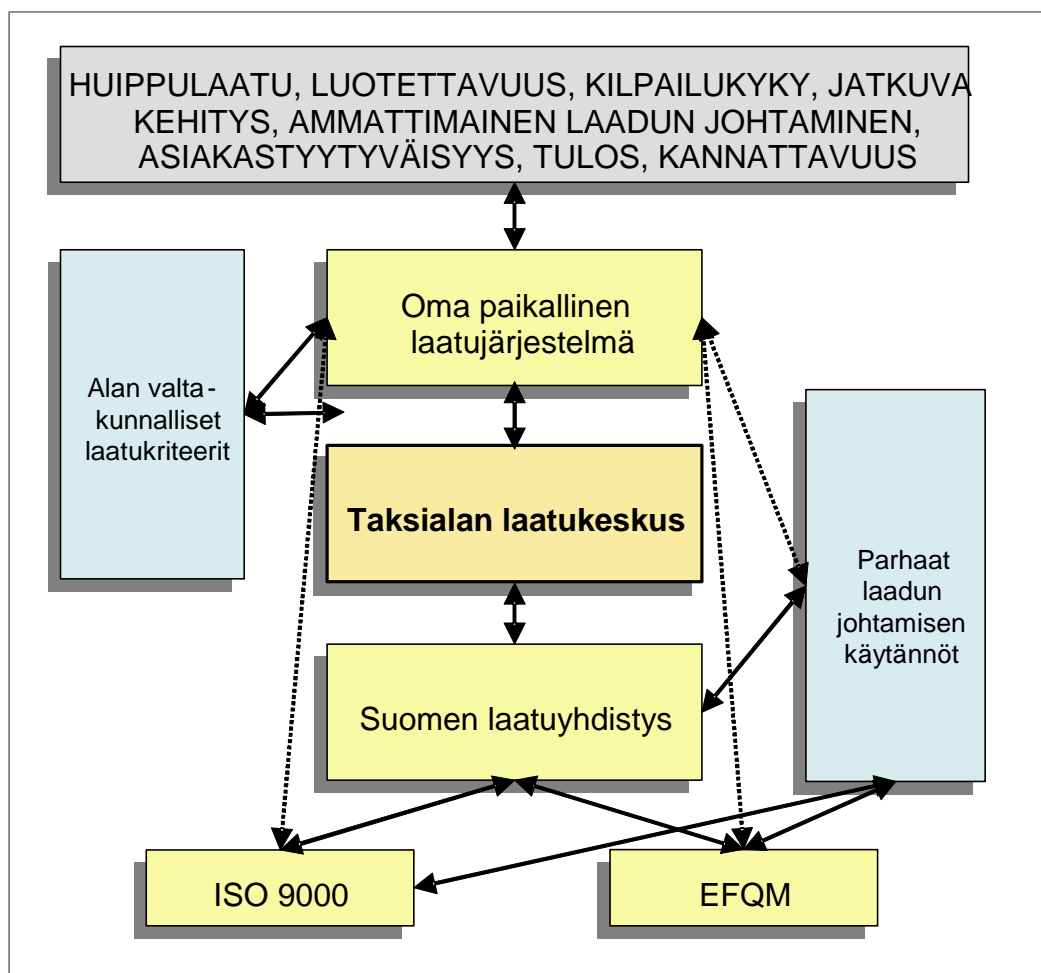 HUIPPULAATU, LUOTETTAVUUS, KILPAILUKYKY, JATKUVA
KEHITYS, AMMATTIMAINEN LAADUN JOHTAMINEN,
ASIAKASTYYTYVÄISYYS, TULOS, KANNATTAVUUS
Oma paikallinen
laatujärjestelmä
Alan valta-
kunnalliset
laatukriteerit
Taksialan laatukeskus
Parhaat
laadun
johtamisen
käytännöt
Suomen laatuyhdistys
ISO 9000
EFQM